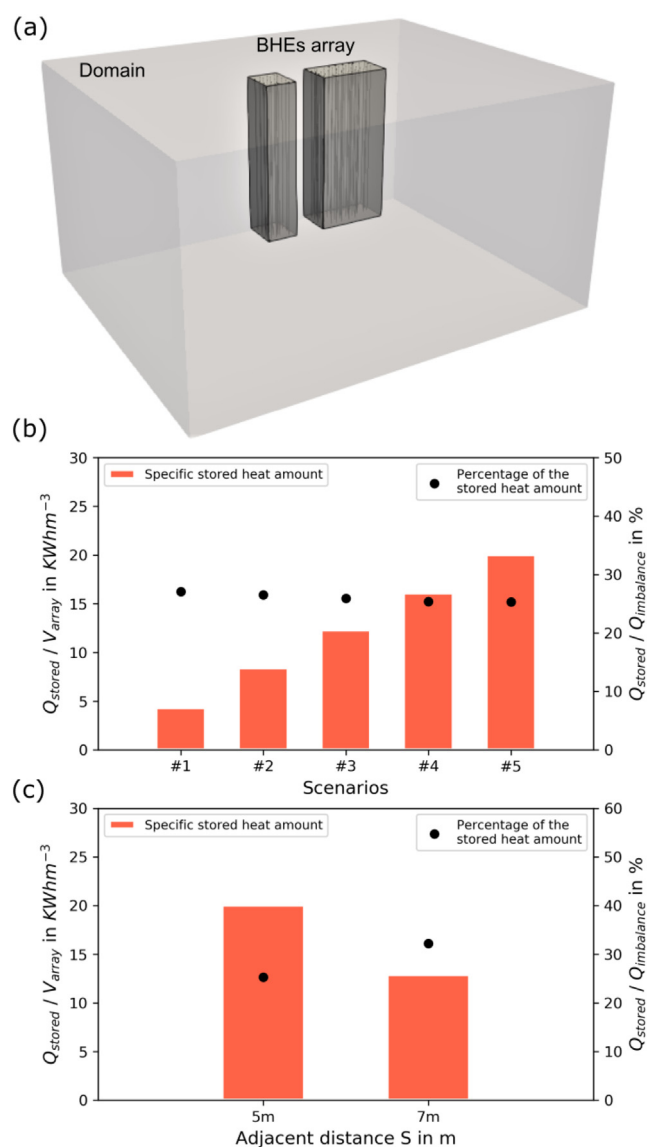 (a)
BHEs array
Domain
(b)
30
25
20
15
10
5
0
Q_stored / V_array in KWhm⁻³
Specific stored heat amount
Percentage of the
stored heat amount
50
40
30
20
10
0
Q_stored / Q_imbalance in %
#1 #2 #3 #4 #5
Scenarios
(c)
30
25
20
15
10
5
0
Q_stored / V_array in KWhm⁻³
Specific stored heat amount
Percentage of the
stored heat amount
60
50
40
30
20
10
0
Q_stored / Q_imbalance in %
5m 7m
Adjacent distance S in m